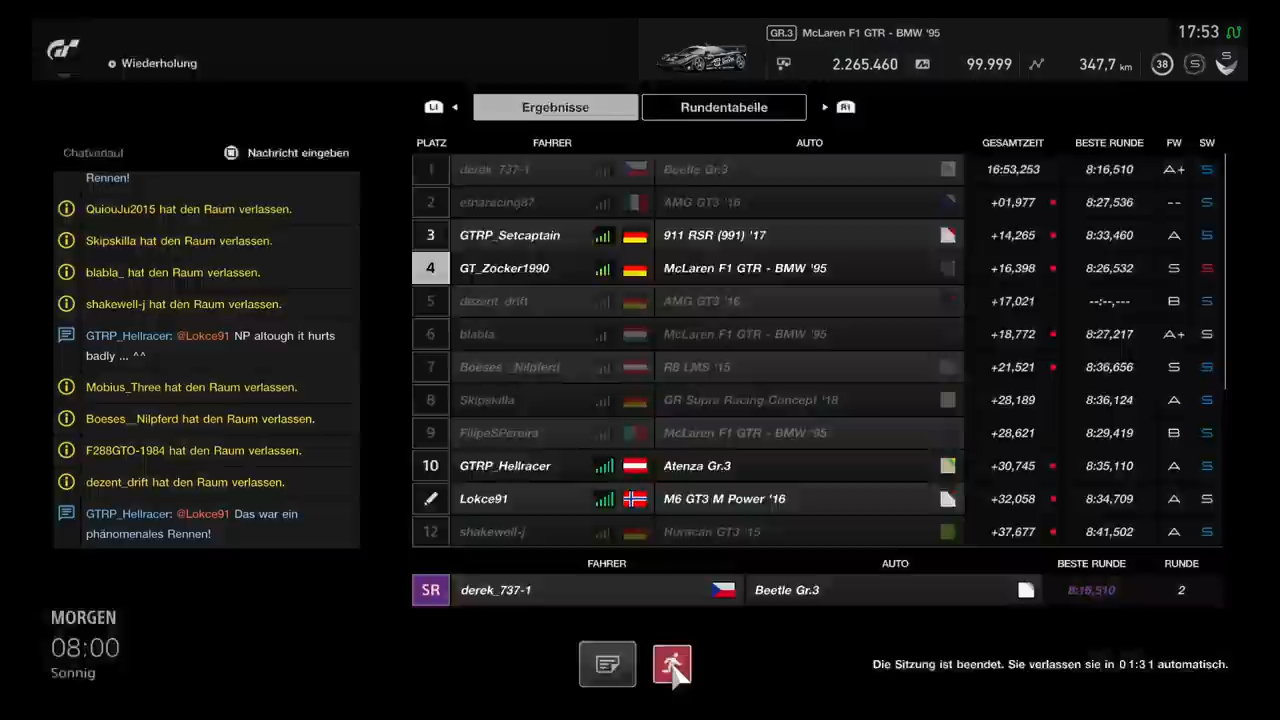 GR.3 McLaren F1 GTR - BMW '95
17:53
Wiederholung
2.265.460 99.999 347,7 km 38 S S
L1 Ergebnisse Rundentabelle R1
Chatverlauf Nachricht eingeben
Rennen!
QuiouJu2015 hat den Raum verlassen.
Skipskilla hat den Raum verlassen.
blabla_ hat den Raum verlassen.
shakewell-j hat den Raum verlassen.
GTRP_Hellracer: @Lokce91 NP altough it hurts
badly ... ^^
Mobius_Three hat den Raum verlassen.
Boeses__Nilpferd hat den Raum verlassen.
F288GTO-1984 hat den Raum verlassen.
dezent_drift hat den Raum verlassen.
GTRP_Hellracer: @Lokce91 Das war ein
phänomenales Rennen!
PLATZ FAHRER AUTO GESAMTZEIT BESTE RUNDE FW SW
1 derek_737-1 Beetle Gr.3 16:53,253 8:16,510 A+ S
2 etnaracing87 AMG GT3 '16 +01,977 8:27,536 -- S
3 GTRP_Setcaptain 911 RSR (991) '17 +14,265 8:33,460 A S
4 GT_Zocker1990 McLaren F1 GTR - BMW '95 +16,398 8:26,532 S S
5 dezent_drift AMG GT3 '16 +17,021 --:--,--- B S
6 blabla_ McLaren F1 GTR - BMW '95 +18,772 8:27,217 A+ S
7 Boeses__Nilpferd R8 LMS '15 +21,521 8:36,656 S S
8 Skipskilla GR Supra Racing Concept '18 +28,189 8:36,124 A S
9 FilipeSPereira McLaren F1 GTR - BMW '95 +28,621 8:29,419 B S
10 GTRP_Hellracer Atenza Gr.3 +30,745 8:35,110 A S
Lokce91 M6 GT3 M Power '16 +32,058 8:34,709 A S
12 shakewell-j Huracan GT3 '15 +37,677 8:41,502 A S
FAHRER AUTO BESTE RUNDE RUNDE
SR derek_737-1 Beetle Gr.3 8:16,510 2
MORGEN
08:00
Sonnig
Die Sitzung ist beendet. Sie verlassen sie in 01:31 automatisch.